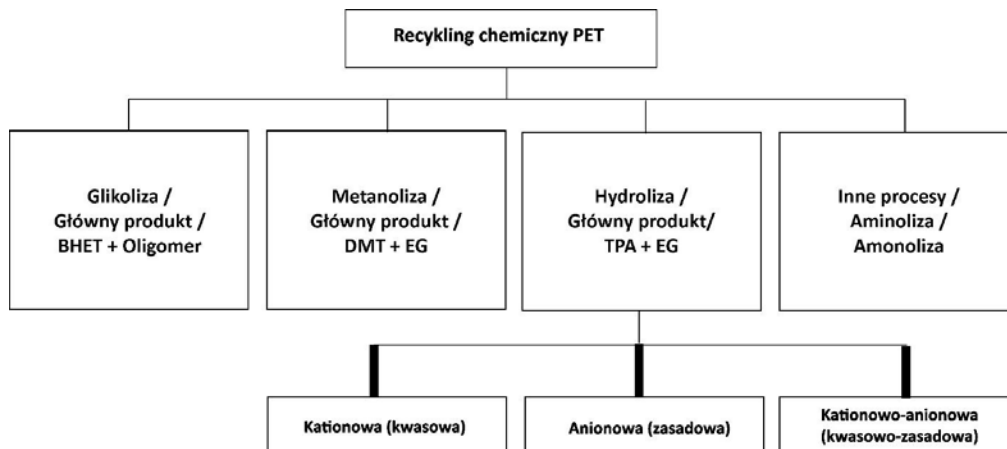 Recykling chemiczny PET
Glikoliza /
Główny produkt /
BHET + Oligomer
Metanoliza /
Główny produkt /
DMT + EG
Hydroliza /
Główny produkt/
TPA + EG
Inne procesy /
Aminoliza /
Amonoliza
Kationowa (kwasowa)
Anionowa (zasadowa)
Kationowo-anionowa
(kwasowo-zasadowa)